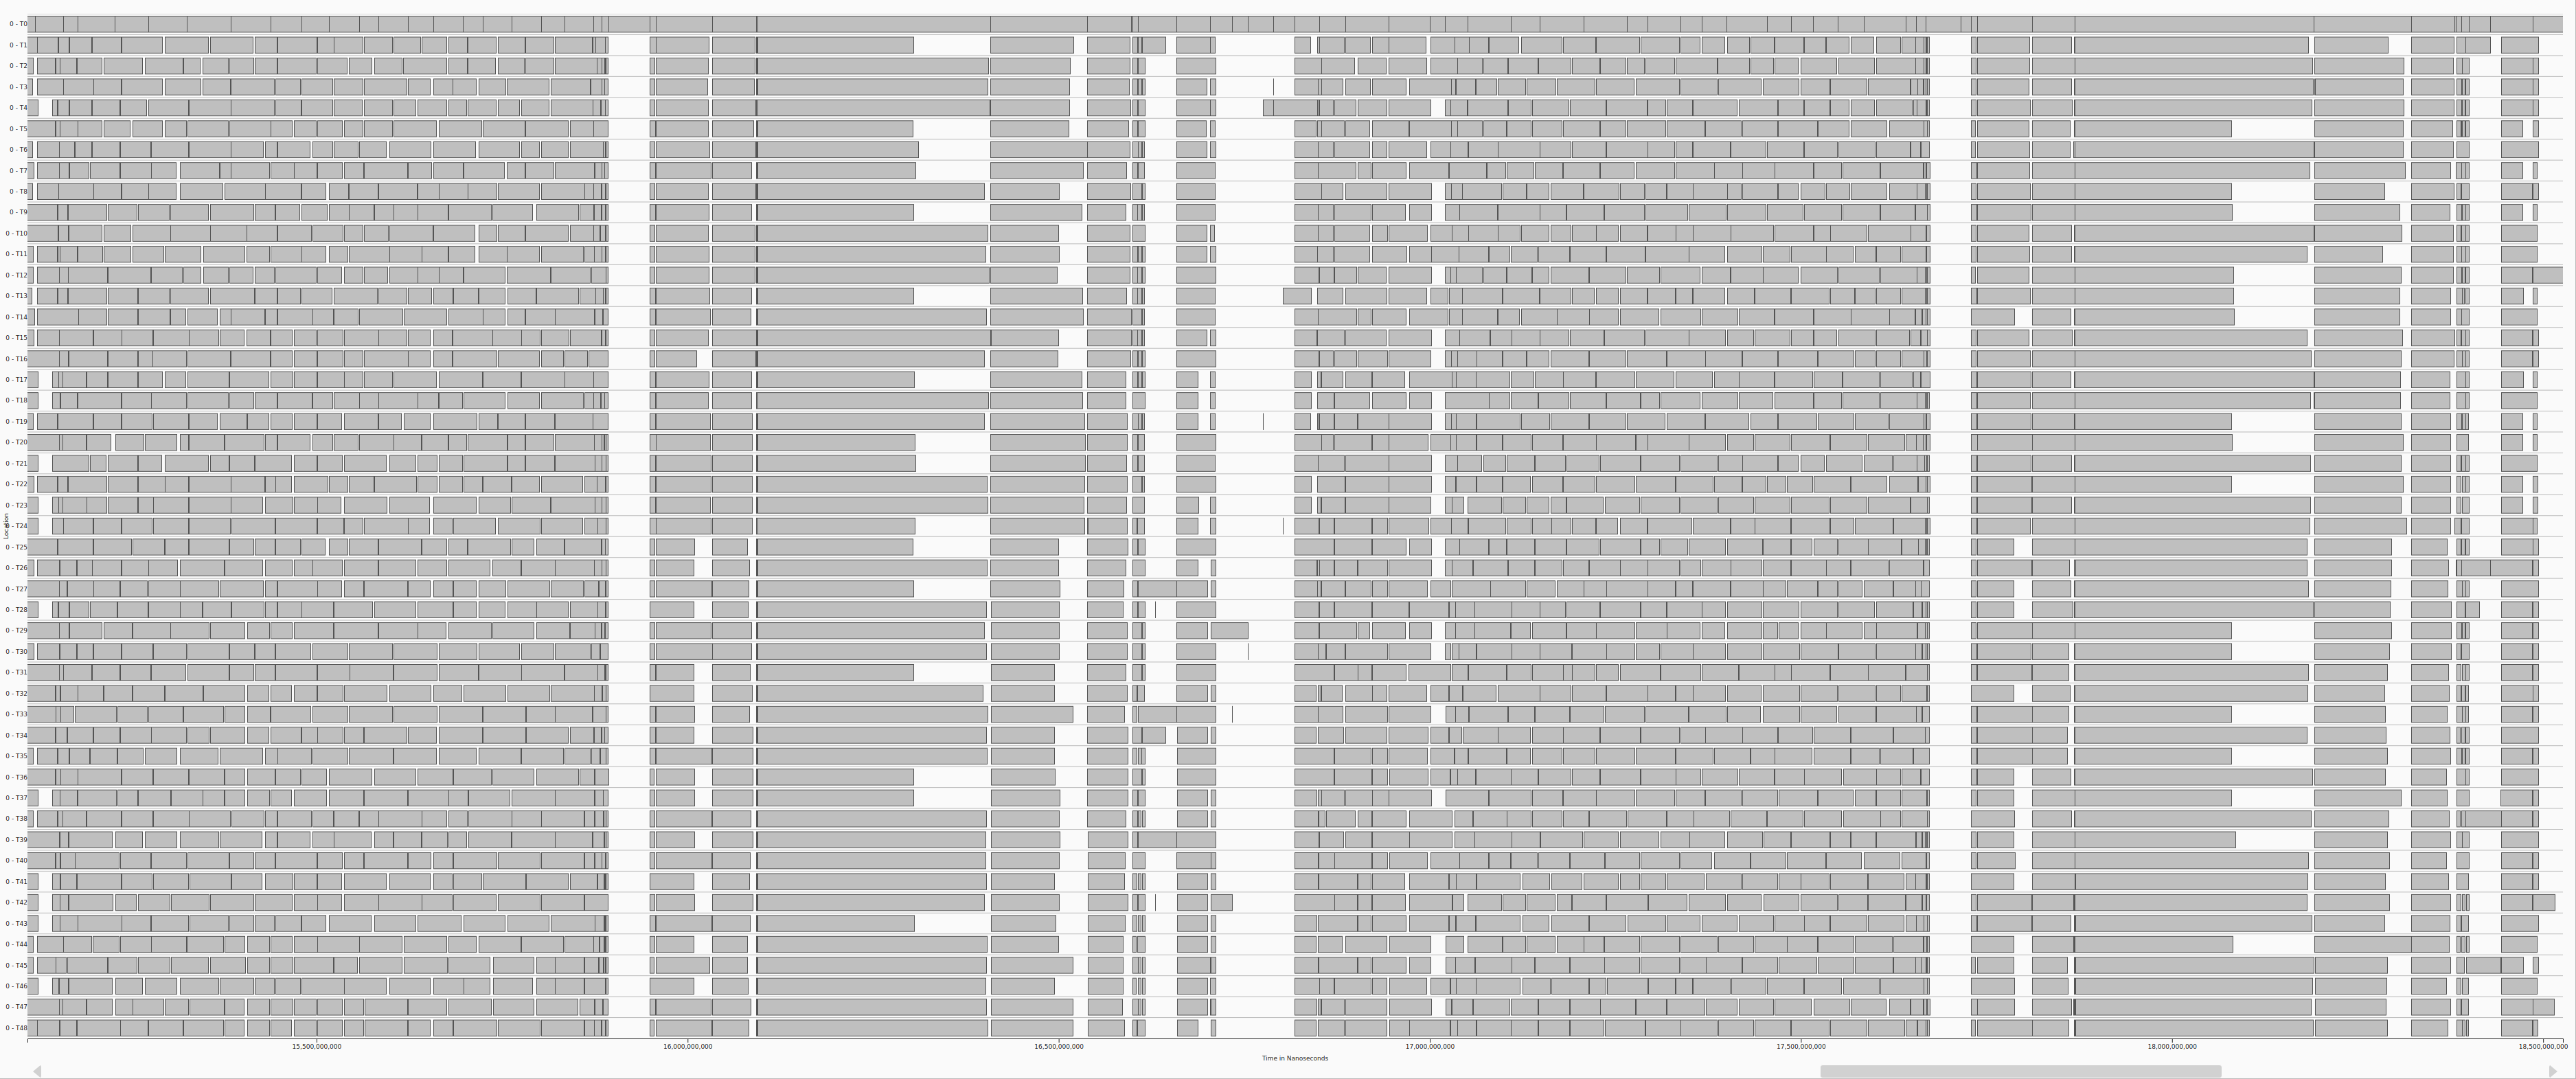 0 - T0
0 - T1
0 - T2
0 - T3
0 - T4
0 - T5
0 - T6
0 - T7
0 - T8
0 - T9
0 - T10
0 - T11
0 - T12
0 - T13
0 - T14
0 - T15
0 - T16
0 - T17
0 - T18
0 - T19
0 - T20
0 - T21
0 - T22
0 - T23
Location
0 - T24
0 - T25
0 - T26
0 - T27
0 - T28
0 - T29
0 - T30
0 - T31
0 - T32
0 - T33
0 - T34
0 - T35
0 - T36
0 - T37
0 - T38
0 - T39
0 - T40
0 - T41
0 - T42
0 - T43
0 - T44
0 - T45
0 - T46
0 - T47
0 - T48
15,500,000,000 16,000,000,000 16,500,000,000 17,000,000,000 17,500,000,000 18,000,000,000 18,500,000,000
Time in Nanoseconds